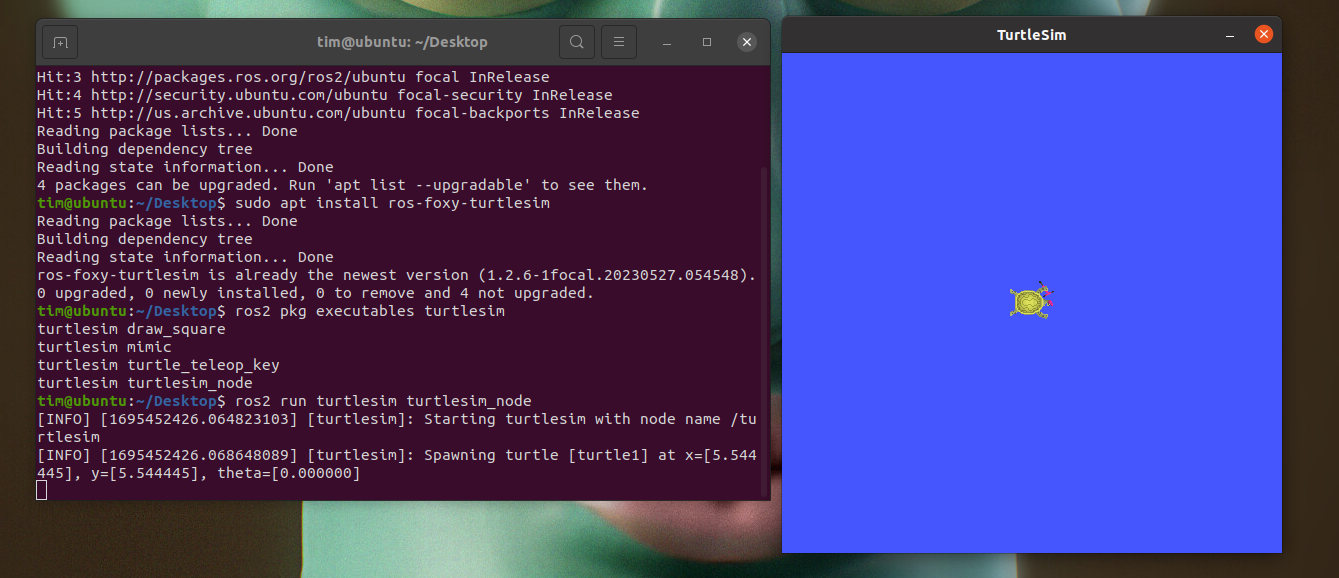 tim@ubuntu: ~/Desktop
Hit:3 http://packages.ros.org/ros2/ubuntu focal InRelease
Hit:4 http://security.ubuntu.com/ubuntu focal-security InRelease
Hit:5 http://us.archive.ubuntu.com/ubuntu focal-backports InRelease
Reading package lists... Done
Building dependency tree
Reading state information... Done
4 packages can be upgraded. Run 'apt list --upgradable' to see them.
tim@ubuntu:~/Desktop$ sudo apt install ros-foxy-turtlesim
Reading package lists... Done
Building dependency tree
Reading state information... Done
ros-foxy-turtlesim is already the newest version (1.2.6-1focal.20230527.054548).
0 upgraded, 0 newly installed, 0 to remove and 4 not upgraded.
tim@ubuntu:~/Desktop$ ros2 pkg executables turtlesim
turtlesim draw_square
turtlesim mimic
turtlesim turtle_teleop_key
turtlesim turtlesim_node
tim@ubuntu:~/Desktop$ ros2 run turtlesim turtlesim_node
[INFO] [1695452426.064823103] [turtlesim]: Starting turtlesim with node name /tu
rtlesim
[INFO] [1695452426.068648089] [turtlesim]: Spawning turtle [turtle1] at x=[5.544
445], y=[5.544445], theta=[0.000000]
TurtleSim